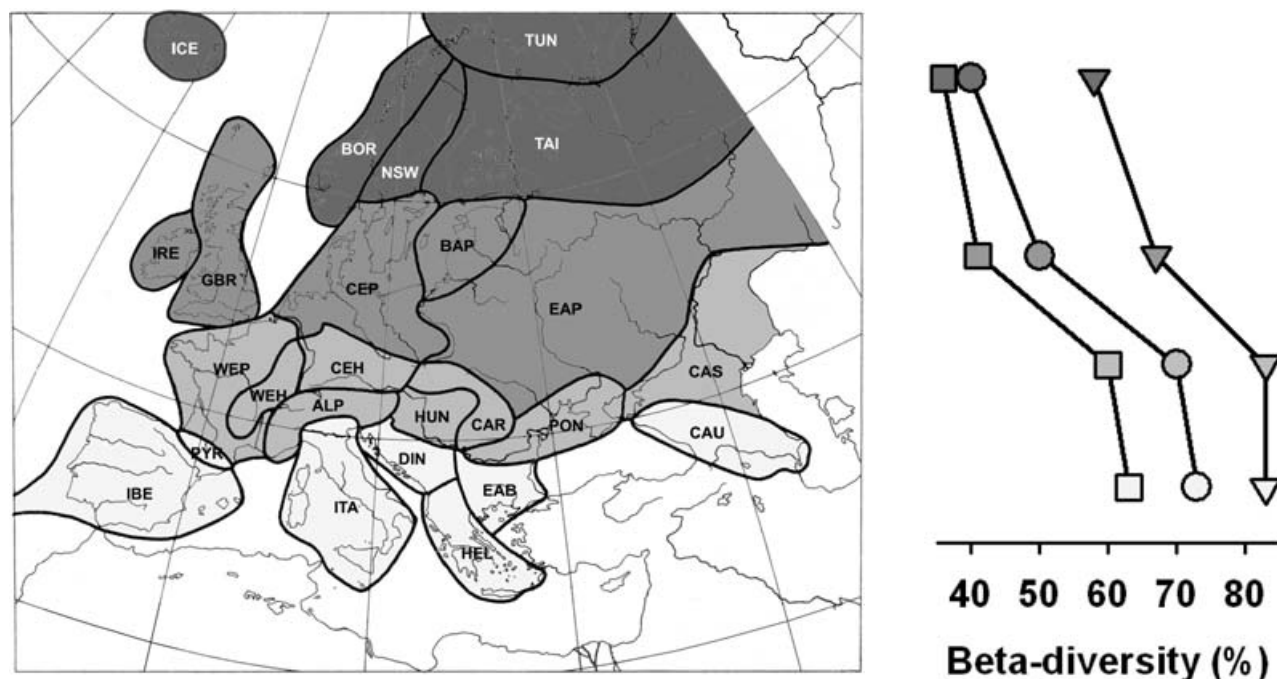 ICE
TUN
BOR
NSW
TAI
IRE
GBR
BAP
CEP
EAP
WEP
CEH
WEH
CAS
ALP
HUN
CAR
PON
CAU
PYR
DIN
IBE
ITA
EAB
HEL
40 50 60 70 80
Beta-diversity (%)